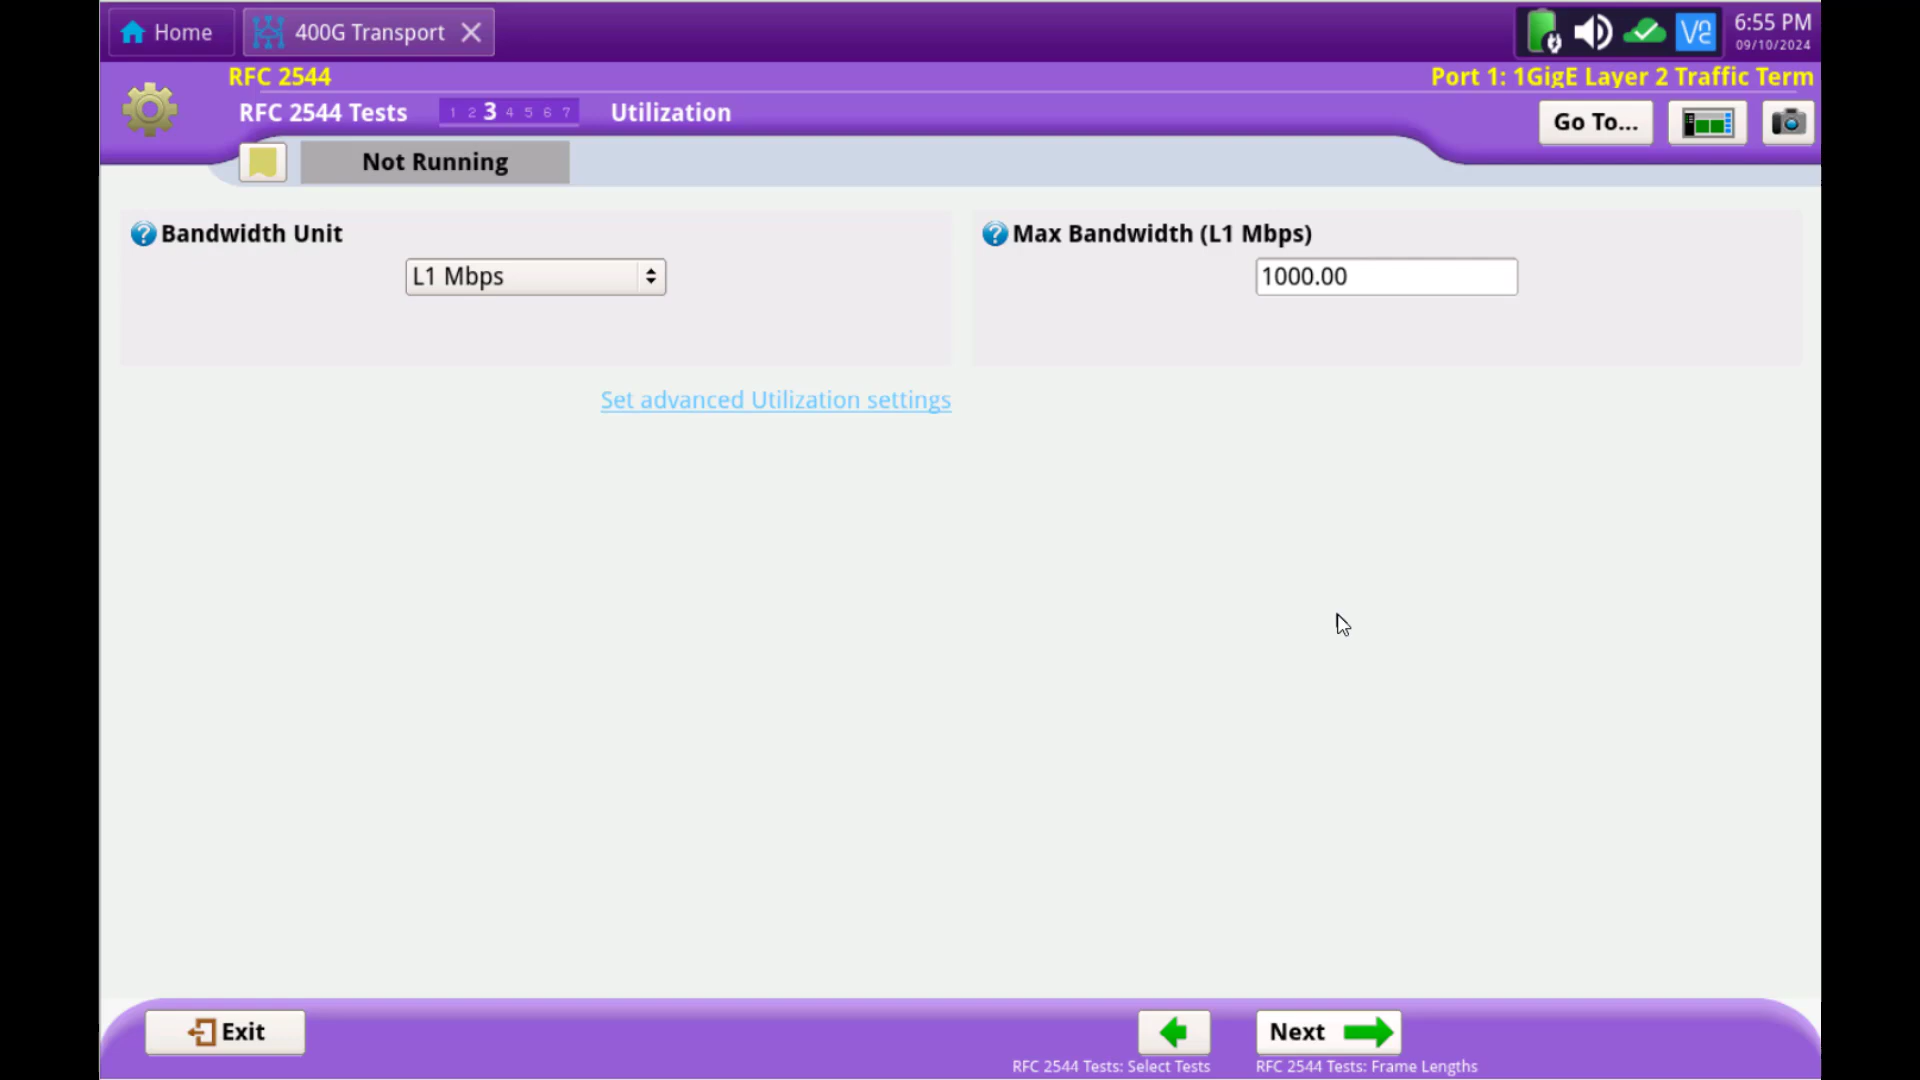 Home
400G Transport
6:55 PM
09/10/2024
RFC 2544
Port 1: 1GigE Layer 2 Traffic Term
RFC 2544 Tests
1 2 3 4 5 6 7
Utilization
Go To...
Not Running
Bandwidth Unit
L1 Mbps
Max Bandwidth (L1 Mbps)
1000.00
Set advanced Utilization settings
Exit
Next
RFC 2544 Tests: Select Tests
RFC 2544 Tests: Frame Lengths